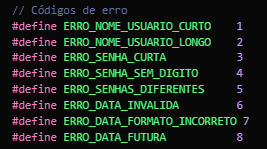 // Códigos de erro
#define ERRO_NOME_USUARIO_CURTO    1
#define ERRO_NOME_USUARIO_LONGO    2
#define ERRO_SENHA_CURTA           3
#define ERRO_SENHA_SEM_DIGITO      4
#define ERRO_SENHAS_DIFERENTES     5
#define ERRO_DATA_INVALIDA         6
#define ERRO_DATA_FORMATO_INCORRETO 7
#define ERRO_DATA_FUTURA           8